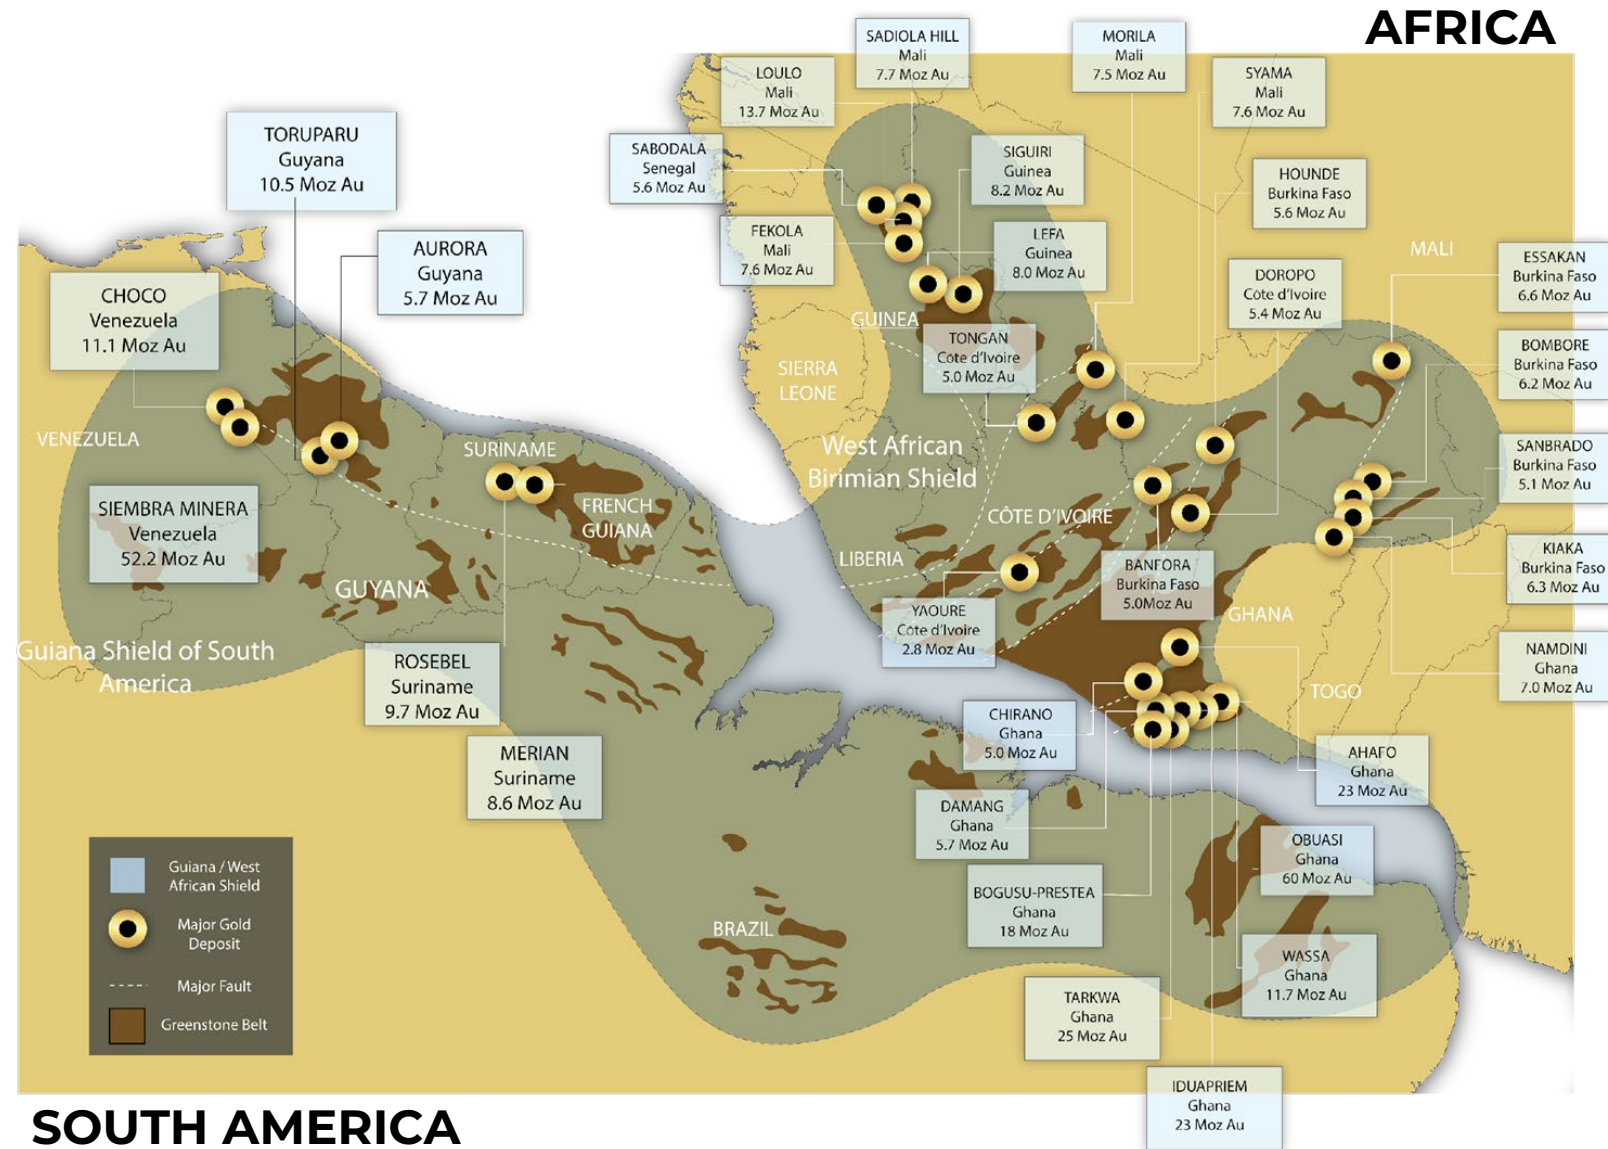 AFRICA
SADIOLA HILL
Mali
7.7 Moz Au
MORILA
Mali
7.5 Moz Au
LOULO
Mali
13.7 Moz Au
SYAMA
Mali
7.6 Moz Au
TORUPARU
Guyana
10.5 Moz Au
SABODALA
Senegal
5.6 Moz Au
SIGUIRI
Guinea
8.2 Moz Au
HOUNDE
Burkina Faso
5.6 Moz Au
FEKOLA
Mali
7.6 Moz Au
LEFA
Guinea
8.0 Moz Au
AURORA
Guyana
5.7 Moz Au
MALI
ESSAKAN
Burkina Faso
6.6 Moz Au
CHOCO
Venezuela
11.1 Moz Au
DOROPO
Côte d'Ivoire
5.4 Moz Au
GUINEA
TONGAN
Côte d'Ivoire
5.0 Moz Au
BOMBORE
Burkina Faso
6.2 Moz Au
SIERRA
LEONE
VENEZUELA
SURINAME
West African
Birimian Shield
SANBRADO
Burkina Faso
5.1 Moz Au
SIEMBRA MINERA
Venezuela
52.2 Moz Au
FRENCH
GUIANA
CÔTE D'IVOIRE
LIBERIA
GUYANA
BANFORA
Burkina Faso
5.0Moz Au
KIAKA
Burkina Faso
6.3 Moz Au
YAOURE
Côte d'Ivoire
2.8 Moz Au
GHANA
Guiana Shield of South
America
ROSEBEL
Suriname
9.7 Moz Au
NAMDINI
Ghana
7.0 Moz Au
TOGO
CHIRANO
Ghana
5.0 Moz Au
MERIAN
Suriname
8.6 Moz Au
AHAFO
Ghana
23 Moz Au
DAMANG
Ghana
5.7 Moz Au
OBUASI
Ghana
60 Moz Au
BOGUSU-PRESTEA
Ghana
18 Moz Au
BRAZIL
WASSA
Ghana
11.7 Moz Au
TARKWA
Ghana
25 Moz Au
IDUAPRIEM
Ghana
23 Moz Au
Guiana / West
African Shield
Major Gold
Deposit
Major Fault
Greenstone Belt
SOUTH AMERICA